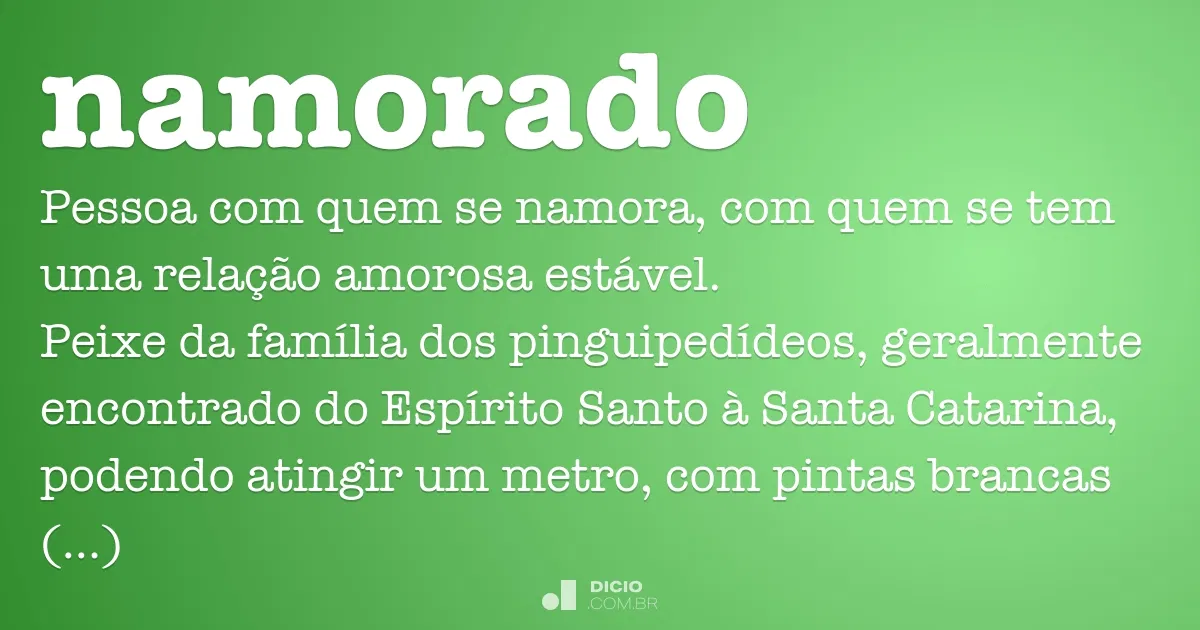 namorado
Pessoa com quem se namora, com quem se tem
uma relação amorosa estável.
Peixe da família dos pinguipedídeos, geralmente
encontrado do Espírito Santo à Santa Catarina,
podendo atingir um metro, com pintas brancas
(...)
DICIO
.COM.BR